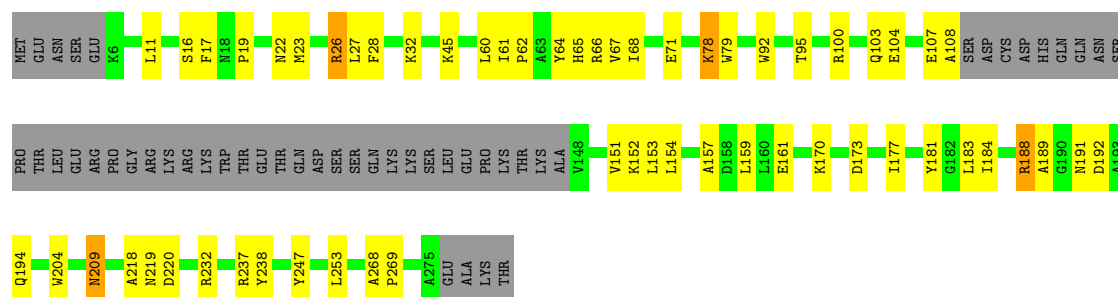 MET GLU ASN SER GLU K6 L11 S16 F17 N18 P19 N22 M23 R26 L27 F28 K32 K45 L60 I61 P62 A63 Y64 H65 R66 V67 I68 E71 K78 W79 W92 T95 R100 Q103 E104 E107 A108 SER ASP CYS ASP HIS GLN GLN ASN SER
PRO THR LEU GLU ARG PRO GLY ARG LYS ARG LYS TRP THR GLU THR GLN ASP SER SER GLN LYS LYS SER LEU GLU PRO LYS THR LYS ALA V148 V151 K152 L153 L154 A157 D158 L159 L160 E161 K170 D173 I177 Y181 G182 L183 I184 R188 A189 G190 N191 D192 A193
Q194 W204 N209 A218 N219 D220 R232 R237 Y238 Y247 L253 A268 P269 A275 GLU ALA LYS THR